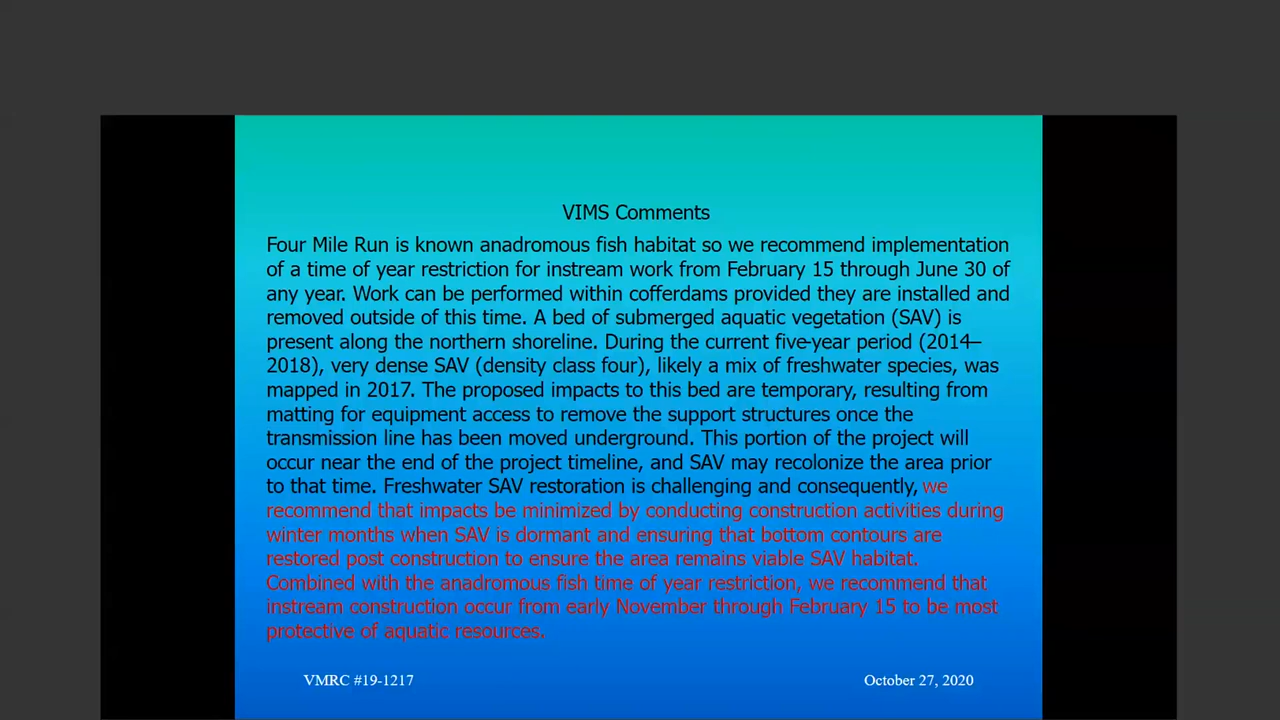 VIMS Comments
Four Mile Run is known anadromous fish habitat so we recommend implementation
of a time of year restriction for instream work from February 15 through June 30 of
any year. Work can be performed within cofferdams provided they are installed and
removed outside of this time. A bed of submerged aquatic vegetation (SAV) is
present along the northern shoreline. During the current five-year period (2014–
2018), very dense SAV (density class four), likely a mix of freshwater species, was
mapped in 2017. The proposed impacts to this bed are temporary, resulting from
matting for equipment access to remove the support structures once the
transmission line has been moved underground. This portion of the project will
occur near the end of the project timeline, and SAV may recolonize the area prior
to that time. Freshwater SAV restoration is challenging and consequently, we
recommend that impacts be minimized by conducting construction activities during
winter months when SAV is dormant and ensuring that bottom contours are
restored post construction to ensure the area remains viable SAV habitat.
Combined with the anadromous fish time of year restriction, we recommend that
instream construction occur from early November through February 15 to be most
protective of aquatic resources.
VMRC #19-1217
October 27, 2020